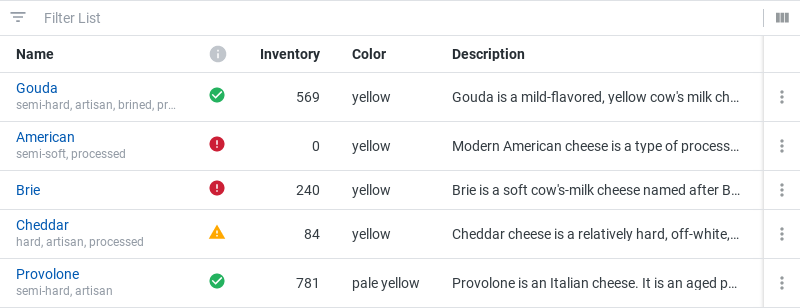 Filter List
Name Inventory Color Description
Gouda
semi-hard, artisan, brined, pr…
569 yellow Gouda is a mild-flavored, yellow cow's milk ch…
American
semi-soft, processed
0 yellow Modern American cheese is a type of process…
Brie 240 yellow Brie is a soft cow's-milk cheese named after B…
Cheddar
hard, artisan, processed
84 yellow Cheddar cheese is a relatively hard, off-white,…
Provolone
semi-hard, artisan
781 pale yellow Provolone is an Italian cheese. It is an aged p…